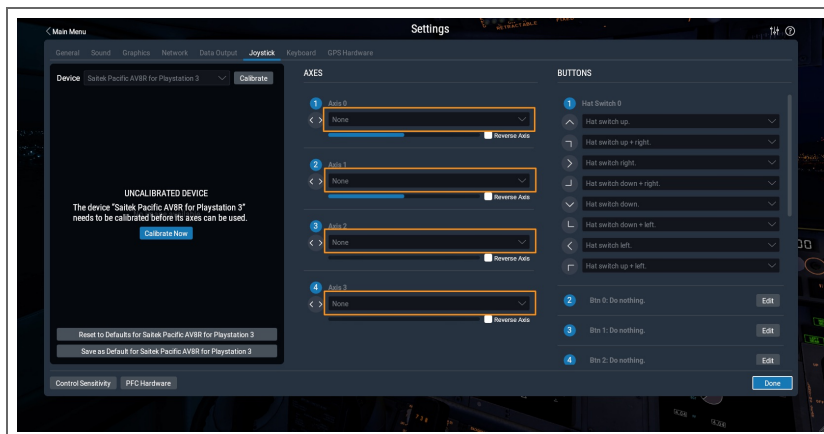 Main Menu
Settings
General Sound Graphics Network Data Output Joystick Keyboard GPS Hardware
Device Saitek Pacific AV8R for Playstation 3 Calibrate
UNCALIBRATED DEVICE
The device "Saitek Pacific AV8R for Playstation 3"
needs to be calibrated before its axes can be used.
Calibrate Now
Reset to Defaults for Saitek Pacific AV8R for Playstation 3
Save as Default for Saitek Pacific AV8R for Playstation 3
AXES
1 Axis 0
None
Reverse Axis
2 Axis 1
None
Reverse Axis
3 Axis 2
None
Reverse Axis
4 Axis 3
None
Reverse Axis
BUTTONS
1 Hat Switch 0
Hat switch up.
Hat switch up + right.
Hat switch right.
Hat switch down + right.
Hat switch down.
Hat switch down + left.
Hat switch left.
Hat switch up + left.
2 Btn 0: Do nothing. Edit
3 Btn 1: Do nothing. Edit
4 Btn 2: Do nothing. Edit
Control Sensitivity PFC Hardware
Done